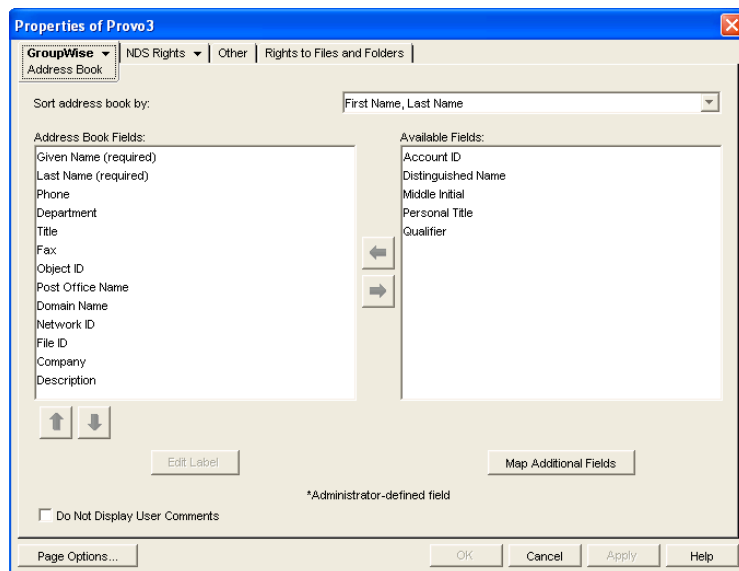 Properties of Provo3
GroupWise NDS Rights Other Rights to Files and Folders
Address Book
Sort address book by: First Name, Last Name
Address Book Fields: Available Fields:
Given Name (required) Account ID
Last Name (required) Distinguished Name
Phone Middle Initial
Department Personal Title
Title Qualifier
Fax
Object ID
Post Office Name
Domain Name
Network ID
File ID
Company
Description
Edit Label Map Additional Fields
*Administrator-defined field
Do Not Display User Comments
Page Options... OK Cancel Apply Help